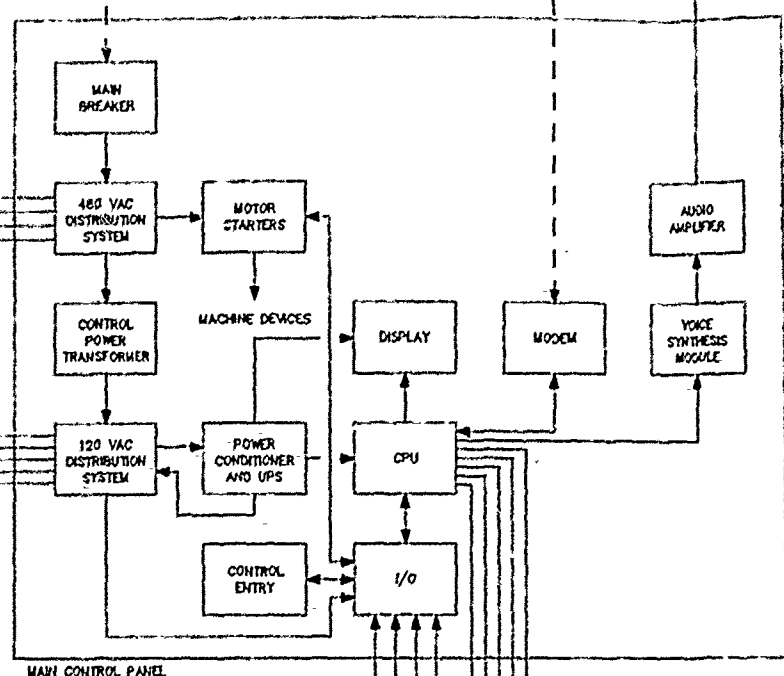 MAIN
BREAKER
480 VAC
DISTRIBUTION
SYSTEM
MOTOR
STARTERS
AUDIO
AMPLIFIER
CONTROL
POWER
TRANSFORMER
MACHINE DEVICES
DISPLAY
MODEM
VOICE
SYNTHESIS
MODULE
120 VAC
DISTRIBUTION
SYSTEM
POWER
CONDITIONER
AND UPS
CPU
CONTROL
ENTRY
I/O
MAIN CONTROL PANEL